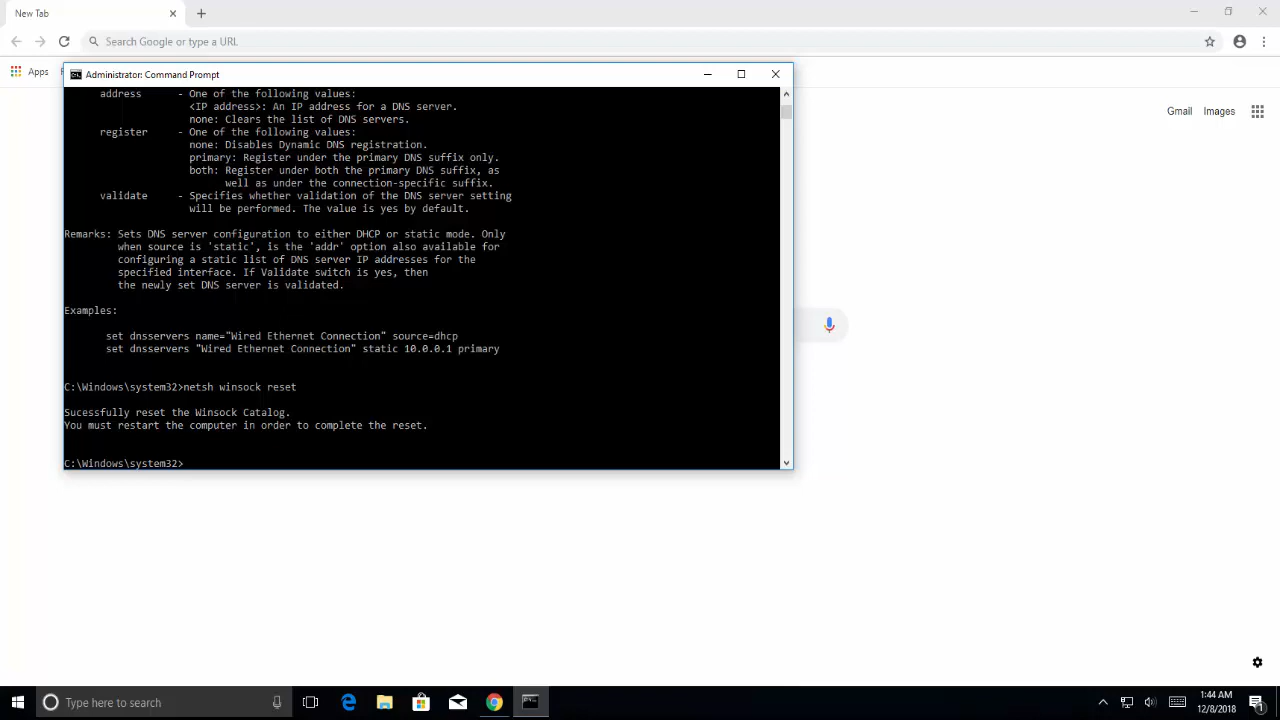 New Tab
Search Google or type a URL
Apps
Administrator: Command Prompt
Gmail
Images
address - One of the following values:
<IP address>: An IP address for a DNS server.
none: Clears the list of DNS servers.
register - One of the following values:
none: Disables Dynamic DNS registration.
primary: Register under the primary DNS suffix only.
both: Register under both the primary DNS suffix, as
well as under the connection-specific suffix.
validate - Specifies whether validation of the DNS server setting
will be performed. The value is yes by default.
Remarks: Sets DNS server configuration to either DHCP or static mode. Only
when source is 'static', is the 'addr' option also available for
configuring a static list of DNS server IP addresses for the
specified interface. If Validate switch is yes, then
the newly set DNS server is validated.
Examples:
set dnsservers name="Wired Ethernet Connection" source=dhcp
set dnsservers "Wired Ethernet Connection" static 10.0.0.1 primary
C:\Windows\system32>netsh winsock reset
Sucessfully reset the Winsock Catalog.
You must restart the computer in order to complete the reset.
C:\Windows\system32>
Type here to search
1:44 AM
12/8/2018
1